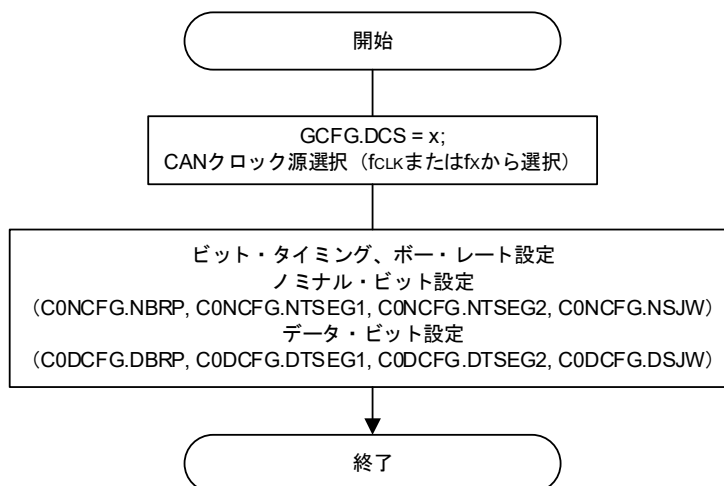 開始
GCFG.DCS = x;
CANクロック源選択（fCLKまたはfXから選択）
ビット・タイミング、ボー・レート設定
ノミナル・ビット設定
（C0NCFG.NBRP, C0NCFG.NTSEG1, C0NCFG.NTSEG2, C0NCFG.NSJW）
データ・ビット設定
（C0DCFG.DBRP, C0DCFG.DTSEG1, C0DCFG.DTSEG2, C0DCFG.DSJW）
終了